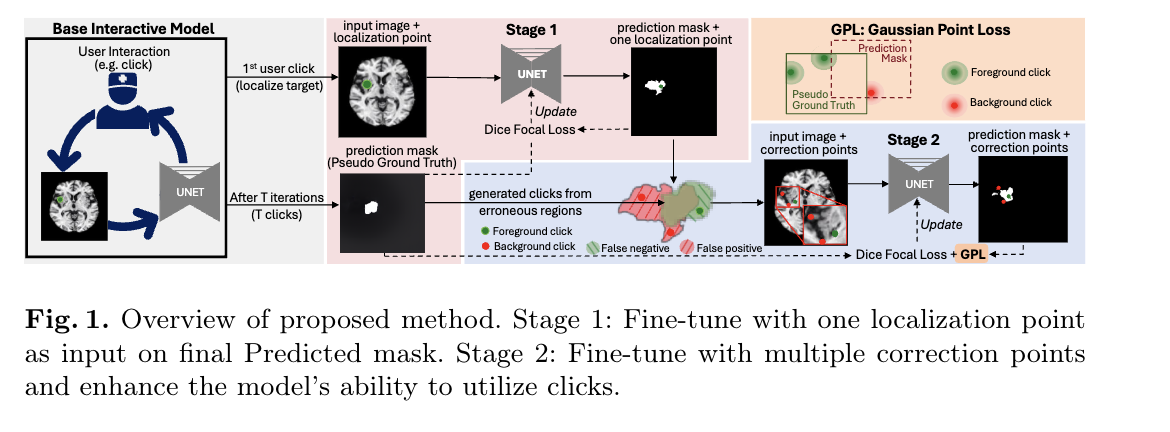 Base Interactive Model
User Interaction
(e.g. click)
UNET
1st user click
(localize target)
After T iterations
(T clicks)
input image +
localization point
Stage 1
UNET
Update
Dice Focal Loss
prediction mask +
one localization point
prediction mask
(Pseudo Ground Truth)
generated clicks from
erroneous regions
Foreground click
Background click
False negative
False positive
GPL: Gaussian Point Loss
Prediction
Mask
Pseudo
Ground Truth
Foreground click
Background click
input image +
correction points
Stage 2
UNET
Update
prediction mask +
correction points
Dice Focal Loss + GPL
Fig. 1. Overview of proposed method. Stage 1: Fine-tune with one localization point
as input on final Predicted mask. Stage 2: Fine-tune with multiple correction points
and enhance the model's ability to utilize clicks.